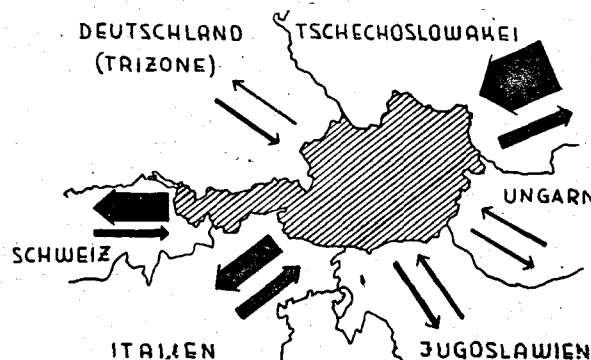 DEUTSCHLAND
(TRIZONE)
TSCHECHOSLOWAKEI
UNGARN
SCHWEIZ
ITALIEN
JUGOSLAWIEN